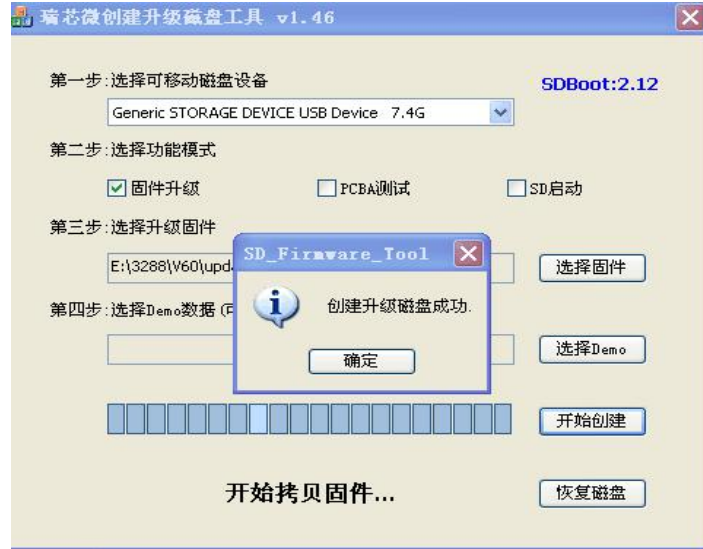 瑞芯微创建升级磁盘工具 v1.46
第一步:选择可移动磁盘设备
SDBoot:2.12
Generic STORAGE DEVICE USB Device 7.4G
第二步:选择功能模式
固件升级
PCBA测试
SD启动
第三步:选择升级固件
E:\3288\V60\upd
选择固件
SD_Firmware_Tool
创建升级磁盘成功.
确定
第四步:选择Demo数据(
选择Demo
开始创建
开始拷贝固件...
恢复磁盘